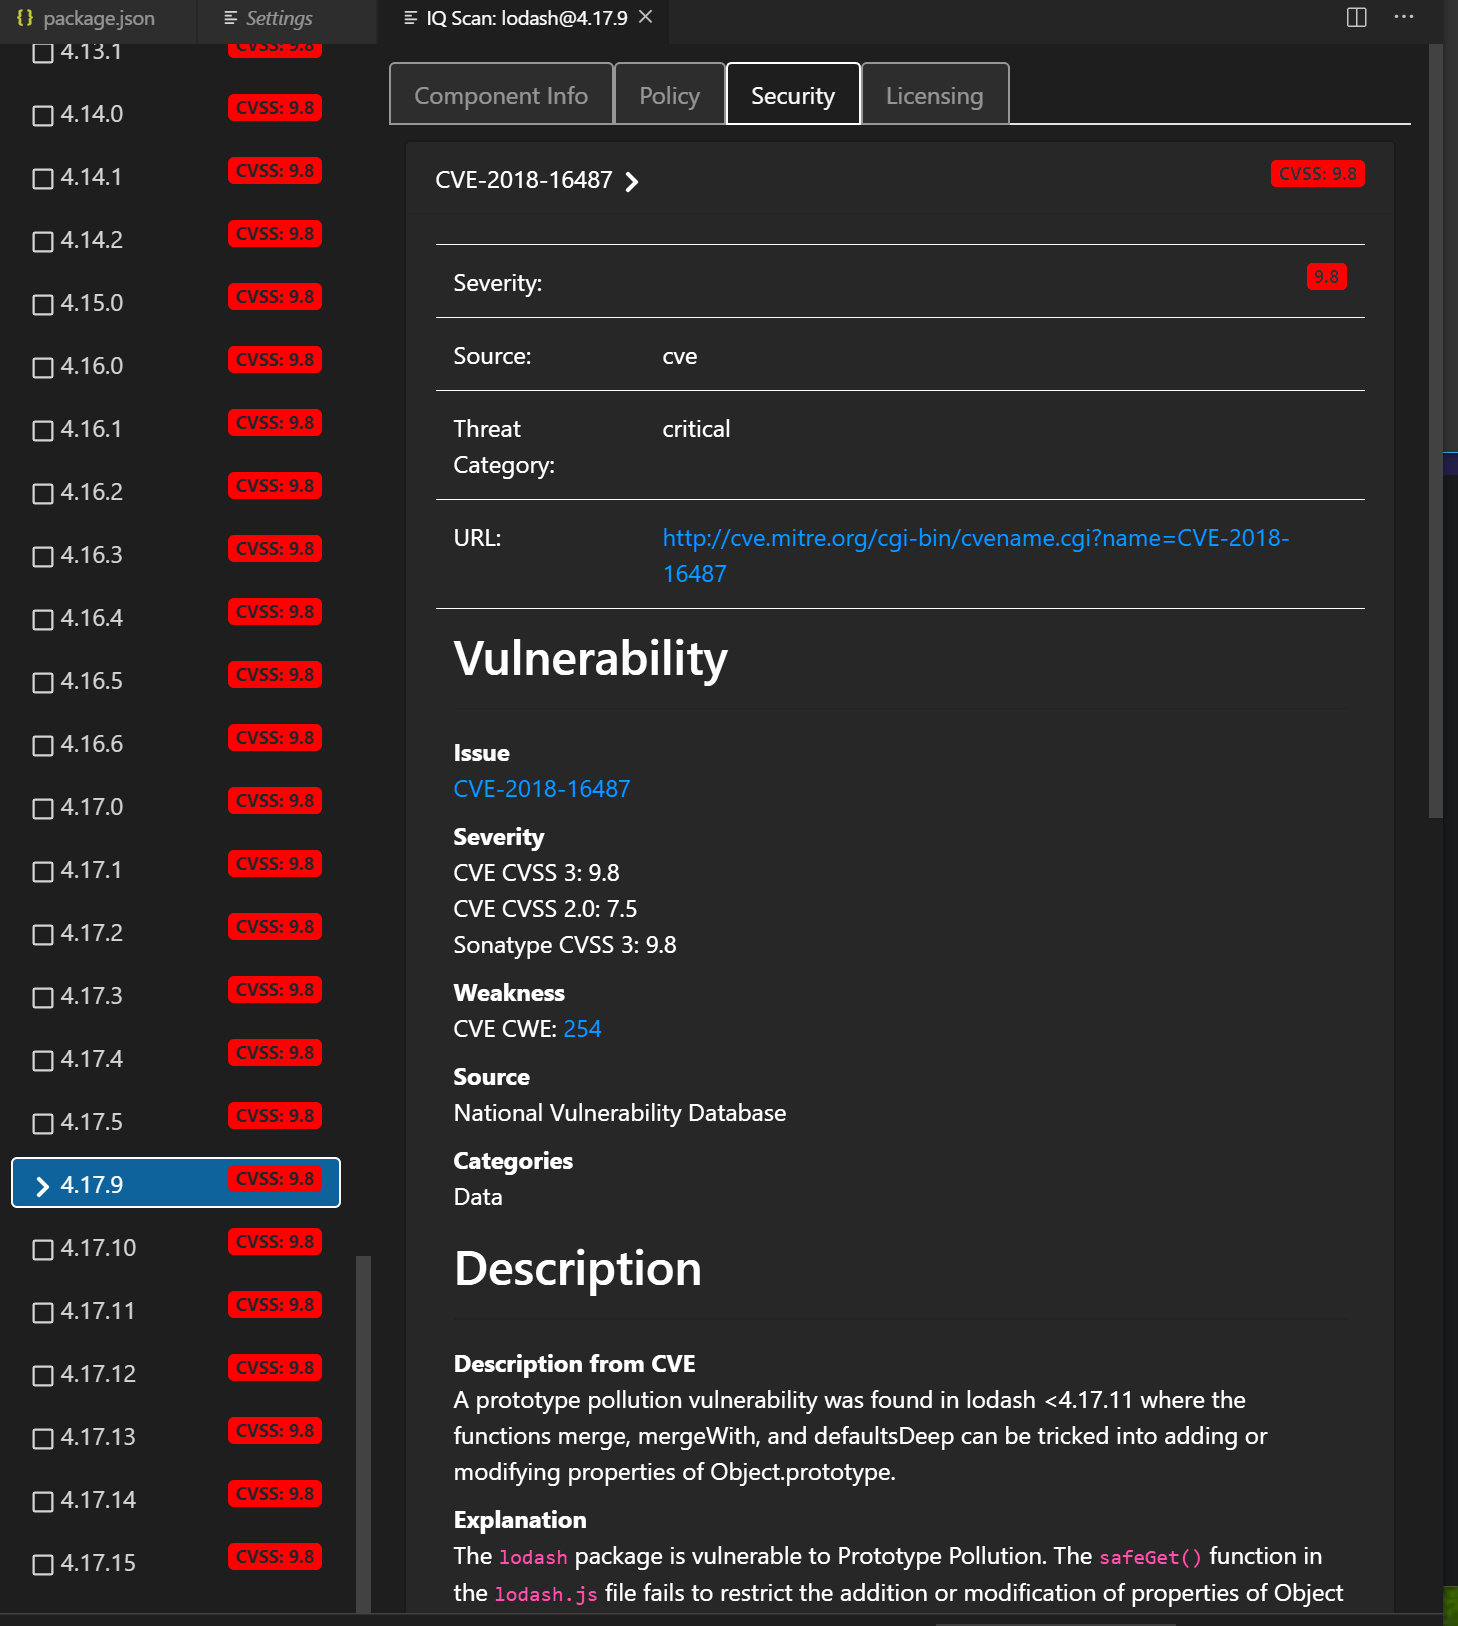 package.json
Settings
IQ Scan: lodash@4.17.9
4.13.1 CVSS: 9.8
4.14.0 CVSS: 9.8
4.14.1 CVSS: 9.8
4.14.2 CVSS: 9.8
4.15.0 CVSS: 9.8
4.16.0 CVSS: 9.8
4.16.1 CVSS: 9.8
4.16.2 CVSS: 9.8
4.16.3 CVSS: 9.8
4.16.4 CVSS: 9.8
4.16.5 CVSS: 9.8
4.16.6 CVSS: 9.8
4.17.0 CVSS: 9.8
4.17.1 CVSS: 9.8
4.17.2 CVSS: 9.8
4.17.3 CVSS: 9.8
4.17.4 CVSS: 9.8
4.17.5 CVSS: 9.8
4.17.9 CVSS: 9.8
4.17.10 CVSS: 9.8
4.17.11 CVSS: 9.8
4.17.12 CVSS: 9.8
4.17.13 CVSS: 9.8
4.17.14 CVSS: 9.8
4.17.15 CVSS: 9.8
Component Info
Policy
Security
Licensing
CVE-2018-16487 CVSS: 9.8
Severity: 9.8
Source: cve
Threat critical
Category:
URL: http://cve.mitre.org/cgi-bin/cvename.cgi?name=CVE-2018-
16487
Vulnerability
Issue
CVE-2018-16487
Severity
CVE CVSS 3: 9.8
CVE CVSS 2.0: 7.5
Sonatype CVSS 3: 9.8
Weakness
CVE CWE: 254
Source
National Vulnerability Database
Categories
Data
Description
Description from CVE
A prototype pollution vulnerability was found in lodash <4.17.11 where the
functions merge, mergeWith, and defaultsDeep can be tricked into adding or
modifying properties of Object.prototype.
Explanation
The lodash package is vulnerable to Prototype Pollution. The safeGet() function in
the lodash.js file fails to restrict the addition or modification of properties of Object